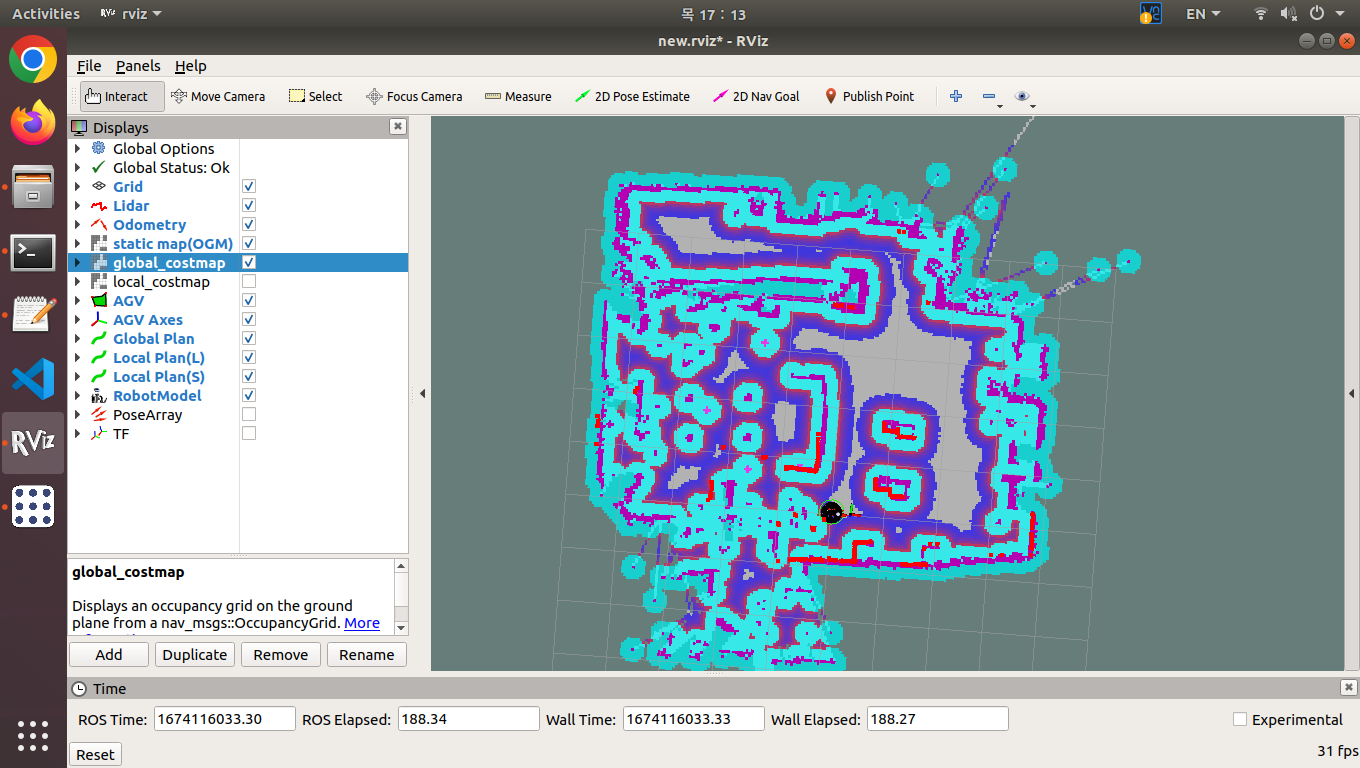 Activities RViz rviz 목 17 : 13 EN
new.rviz* - RViz
File Panels Help
Interact Move Camera Select Focus Camera Measure 2D Pose Estimate 2D Nav Goal Publish Point
Displays
Global Options
Global Status: Ok
Grid
Lidar
Odometry
static map(OGM)
global_costmap
local_costmap
AGV
AGV Axes
Global Plan
Local Plan(L)
Local Plan(S)
RobotModel
PoseArray
TF
RViz
global_costmap
Displays an occupancy grid on the ground
plane from a nav_msgs::OccupancyGrid. More
Add Duplicate Remove Rename
Time
ROS Time: 1674116033.30 ROS Elapsed: 188.34 Wall Time: 1674116033.33 Wall Elapsed: 188.27 Experimental
Reset 31 fps